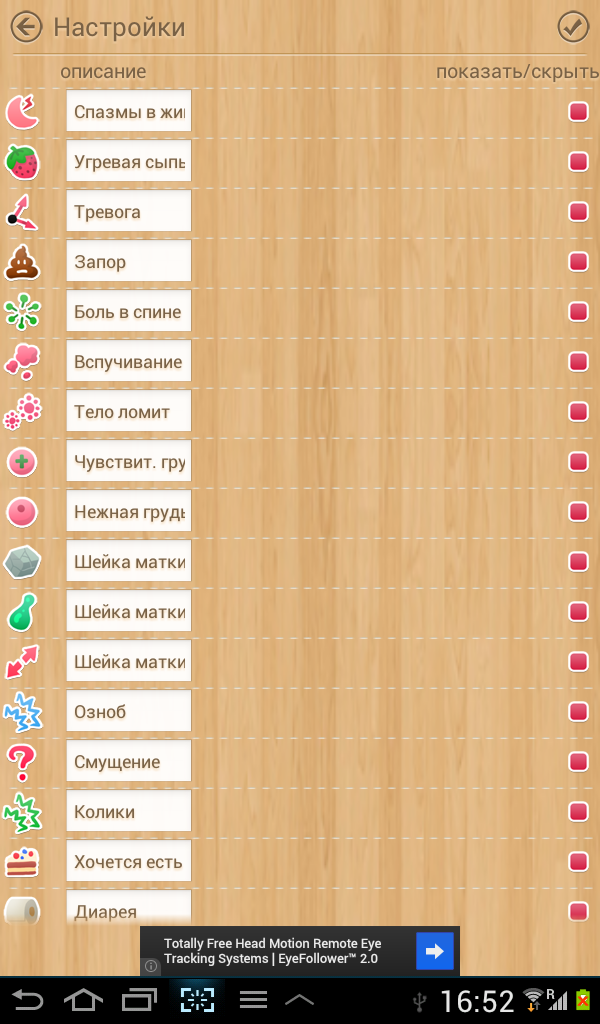 Настройки
описание показать/скрыть
Спазмы в жи
Угревая сыпь
Тревога
Запор
Боль в спине
Вспучивание
Тело ломит
Чувствит. гру
Нежная грудь
Шейка матки
Шейка матки
Шейка матки
Озноб
Смущение
Колики
Хочется есть
Диарея
Totally Free Head Motion Remote Eye
Tracking Systems | EyeFollower™ 2.0
16:52 R